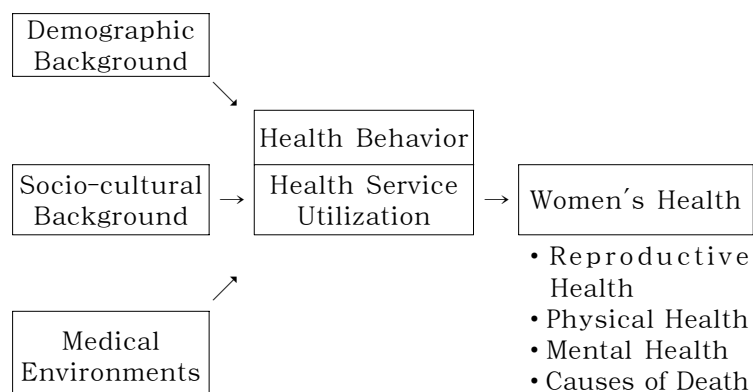 Demographic
Background
Health Behavior
Socio-cultural
Background
→
Health Service
Utilization
→
Women's Health
• Reproductive
Health
• Physical Health
• Mental Health
• Causes of Death
Medical
Environments